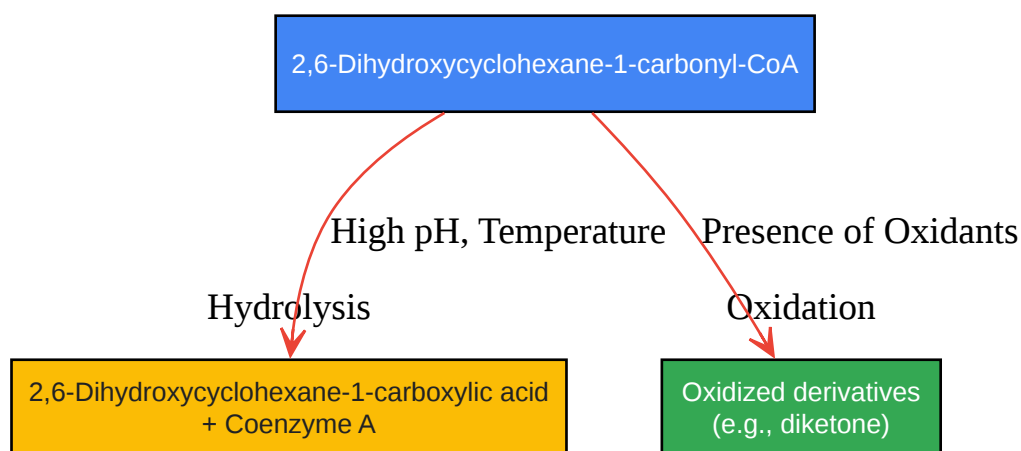 2,6-Dihydroxycyclohexane-1-carbonyl-CoA
High pH, Temperature
Presence of Oxidants
Hydrolysis
Oxidation
2,6-Dihydroxycyclohexane-1-carboxylic acid
+ Coenzyme A
Oxidized derivatives
(e.g., diketone)